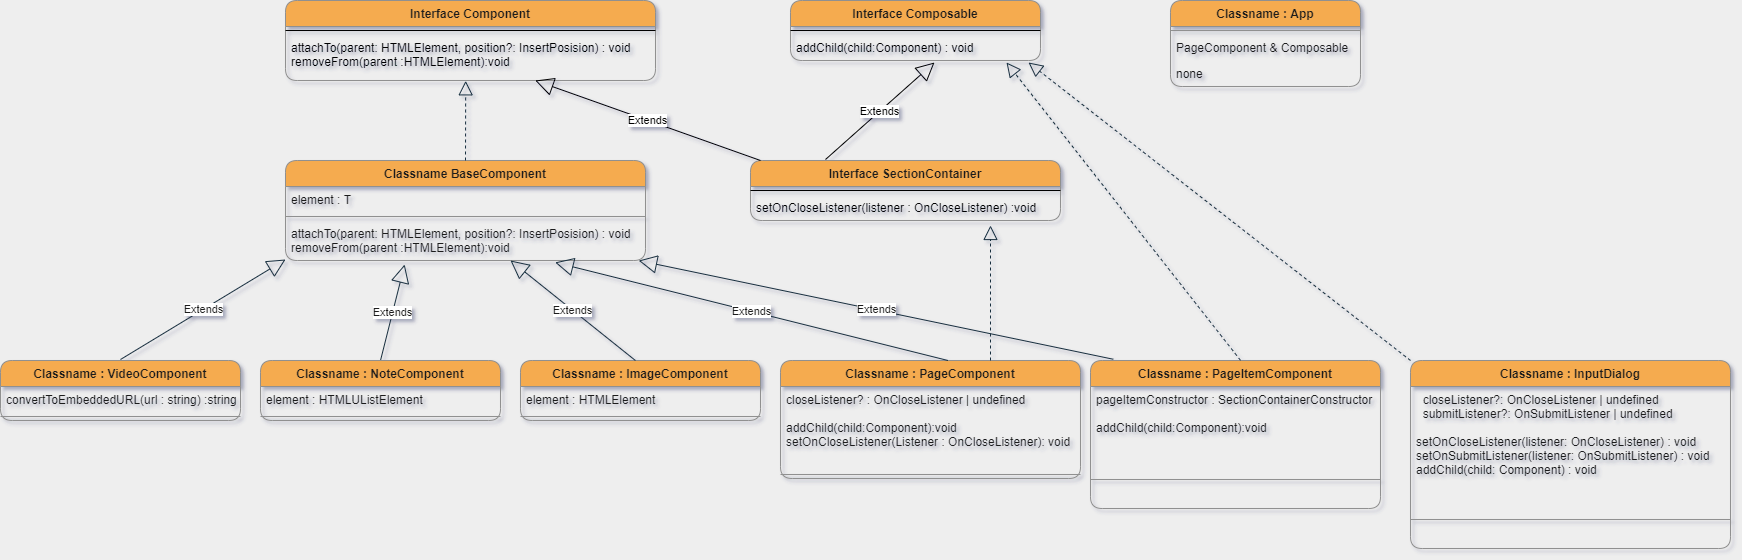 Interface Component
attachTo(parent: HTMLElement, position?: InsertPosision) : void
removeFrom(parent :HTMLElement):void
Interface Composable
addChild(child:Component) : void
Classname : App
PageComponent & Composable
none
Extends
Extends
Classname BaseComponent
element : T
attachTo(parent: HTMLElement, position?: InsertPosision) : void
removeFrom(parent :HTMLElement):void
Interface SectionContainer
setOnCloseListener(listener : OnCloseListener) :void
Extends
Extends
Extends
Extends
Extends
Classname : VideoComponent
convertToEmbeddedURL(url : string) :string
Classname : NoteComponent
element : HTMLUListElement
Classname : ImageComponent
element : HTMLElement
Classname : PageComponent
closeListener? : OnCloseListener | undefined
addChild(child:Component):void
setOnCloseListener(Listener : OnCloseListener): void
Classname : PageItemComponent
pageItemConstructor : SectionContainerConstructor
addChild(child:Component):void
Classname : InputDialog
closeListener?: OnCloseListener | undefined
submitListener?: OnSubmitListener | undefined
setOnCloseListener(listener: OnCloseListener) : void
setOnSubmitListener(listener: OnSubmitListener) : void
addChild(child: Component) : void